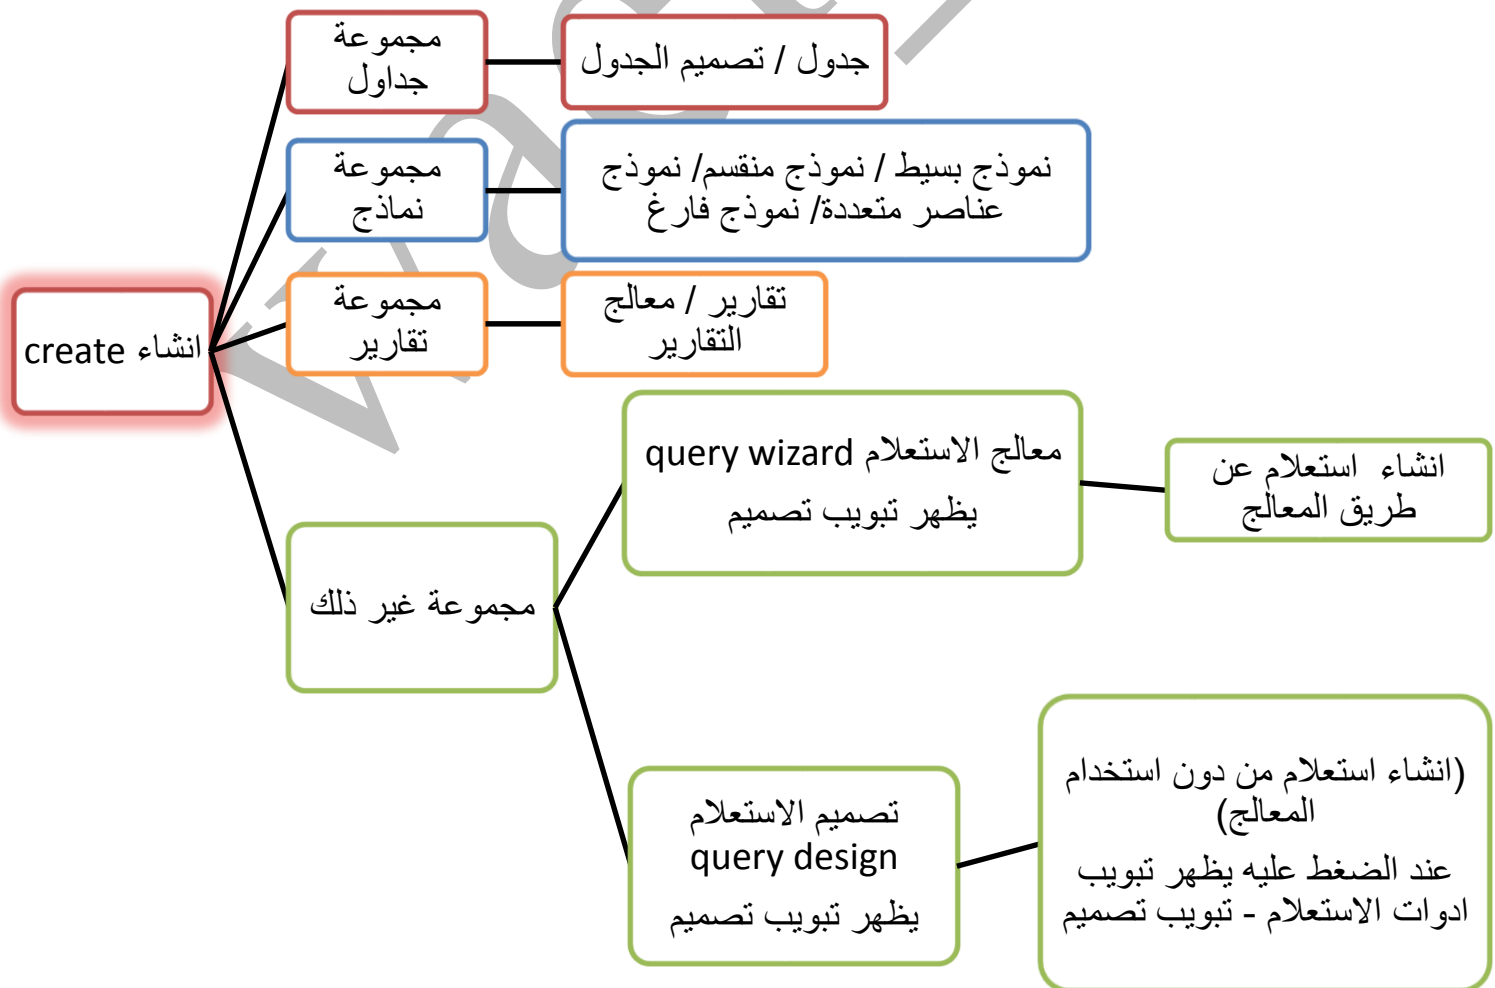 مجموعة
جداول
جدول / تصميم الجدول
مجموعة
نماذج
نموذج بسيط / نموذج منقسم/ نموذج
عناصر متعددة/ نموذج فارغ
انشاء create
مجموعة
تقارير
تقارير / معالج
التقارير
مجموعة غير ذلك
معالج الاستعلام query wizard
يظهر تبويب تصميم
انشاء استعلام عن
طريق المعالج
تصميم الاستعلام
query design
يظهر تبويب تصميم
(انشاء استعلام من دون استخدام
المعالج)
عند الضغط عليه يظهر تبويب
ادوات الاستعلام - تبويب تصميم